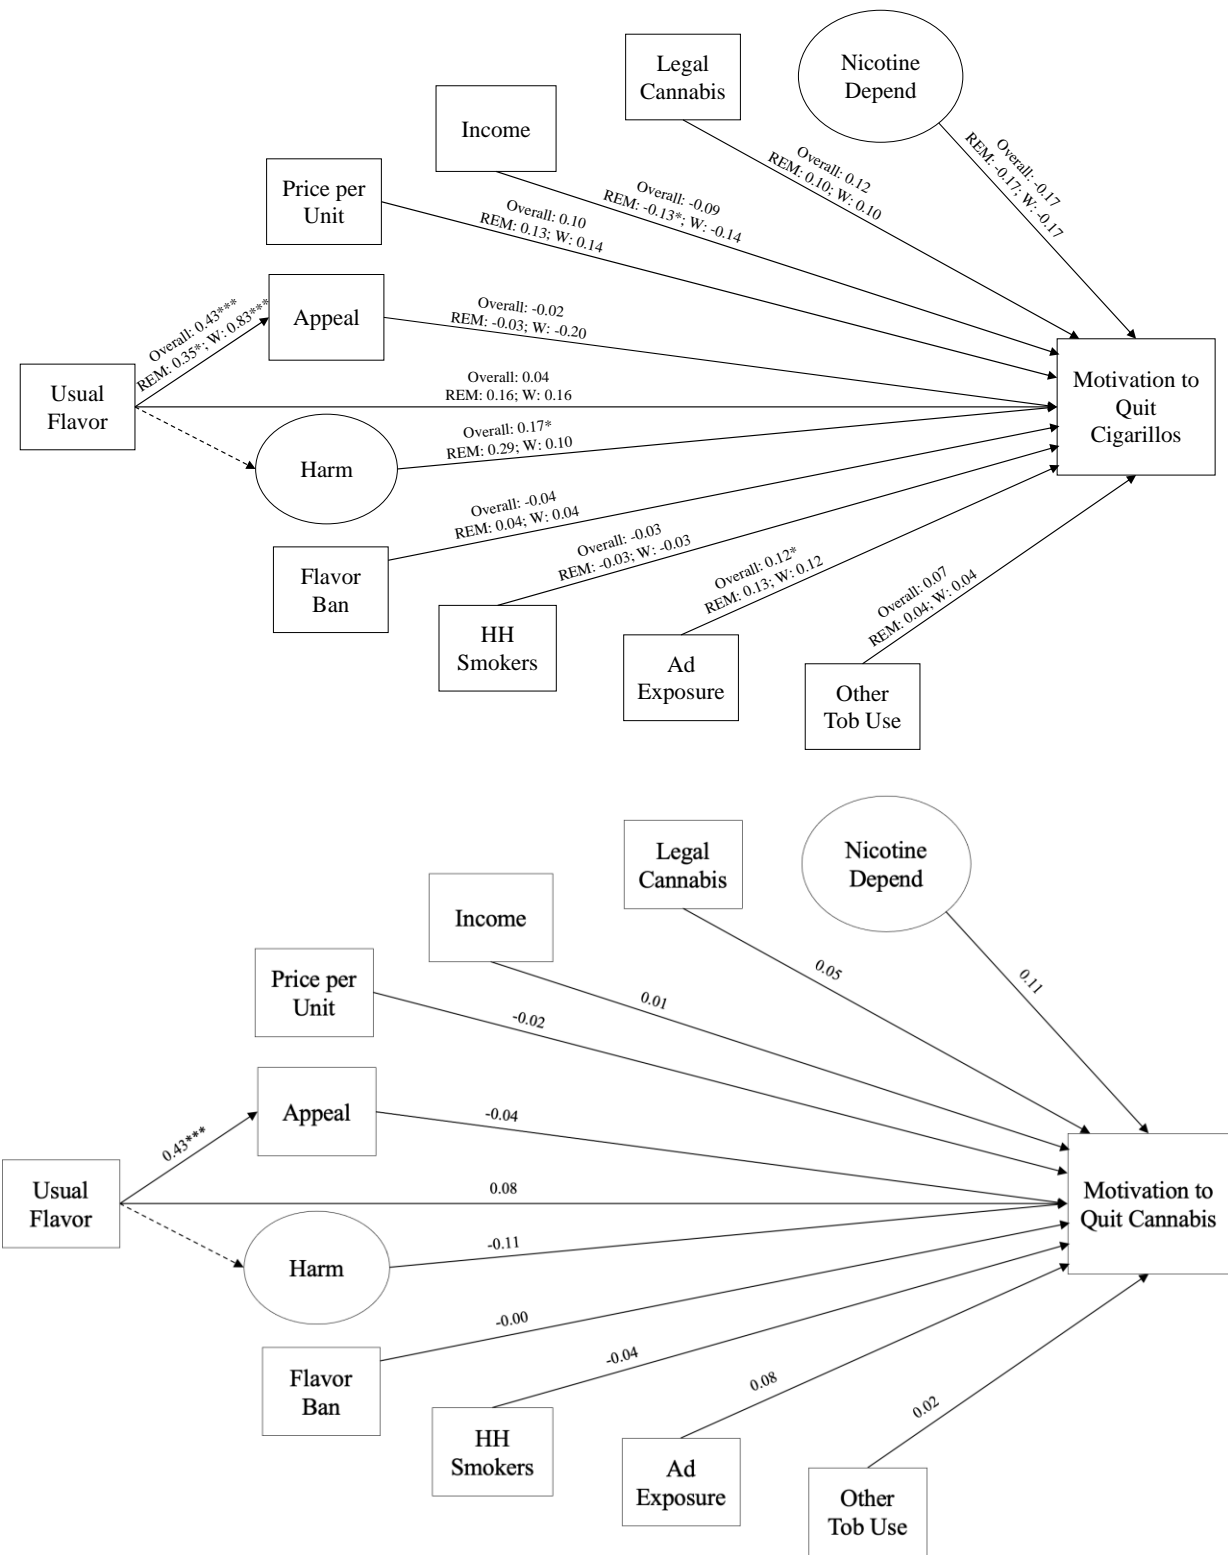 Legal
Cannabis
Nicotine
Depend
Income
Overall: 0.12
REM: 0.10; W: 0.10
Overall: -0.17
REM: -0.17; W: -0.17
Price per
Unit
Overall: -0.09
REM: -0.13*; W: -0.14
Overall: 0.10
REM: 0.13; W: 0.14
Appeal
Overall: 0.43***
REM: 0.35*; W: 0.83***
Overall: -0.02
REM: -0.03; W: -0.20
Usual
Flavor
Overall: 0.04
REM: 0.16; W: 0.16
Motivation to
Quit
Cigarillos
Harm
Overall: 0.17*
REM: 0.29; W: 0.10
Overall: -0.04
REM: 0.04; W: 0.04
Flavor
Ban
Overall: -0.03
REM: -0.03; W: -0.03
HH
Smokers
Overall: 0.12*
REM: 0.13; W: 0.12
Ad
Exposure
Overall: 0.07
REM: 0.04; W: 0.04
Other
Tob Use
Legal
Cannabis
Nicotine
Depend
Income
0.05
0.11
Price per
Unit
0.01
-0.02
Appeal
0.43***
-0.04
Usual
Flavor
0.08
Motivation to
Quit Cannabis
Harm
-0.11
-0.00
Flavor
Ban
-0.04
HH
Smokers
0.08
Ad
Exposure
0.02
Other
Tob Use